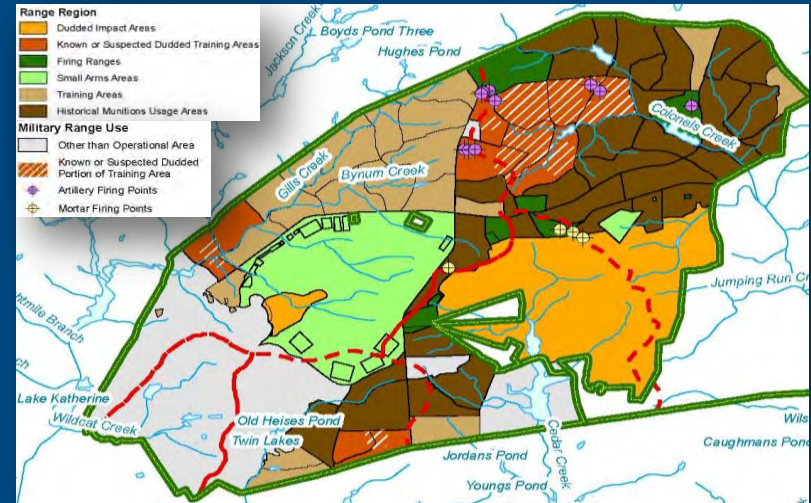 Range Region
Dudded Impact Areas
Known or Suspected Dudded Training Areas
Firing Ranges
Small Arms Areas
Training Areas
Historical Munitions Usage Areas
Military Range Use
Other than Operational Area
Known or Suspected Dudded
Portion of Training Area
Artillery Firing Points
Mortar Firing Points
Jackson Creek
Boyds Pond Three
Hughes Pond
Colonels Creek
Gills Creek
Bynum Creek
Jumping Run Cr
htmile Branch
ch
Lake Katherine
Wildcat Creek
Old Heises Pond
Twin Lakes
Jordans Pond
Youngs Pond
Cedar Creek
Wils
Caughmans Pond